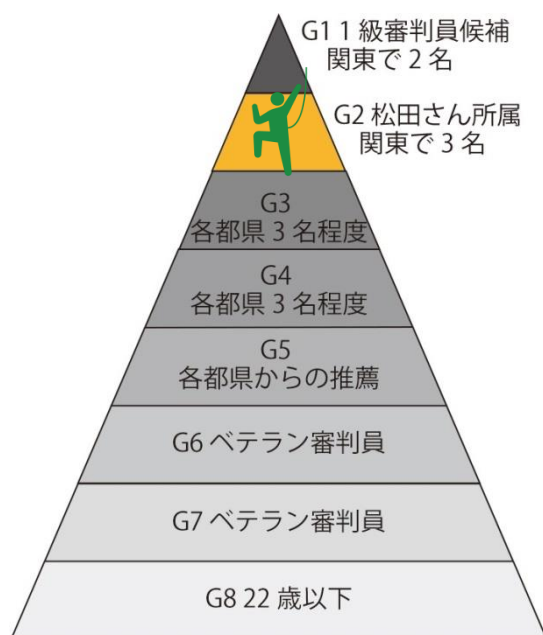 G1 1 級審判員候補
関東で 2 名
G2 松田さん所属
関東で 3 名
G3
各都県 3 名程度
G4
各都県 3 名程度
G5
各都県からの推薦
G6 ベテラン審判員
G7 ベテラン審判員
G8 22 歳以下